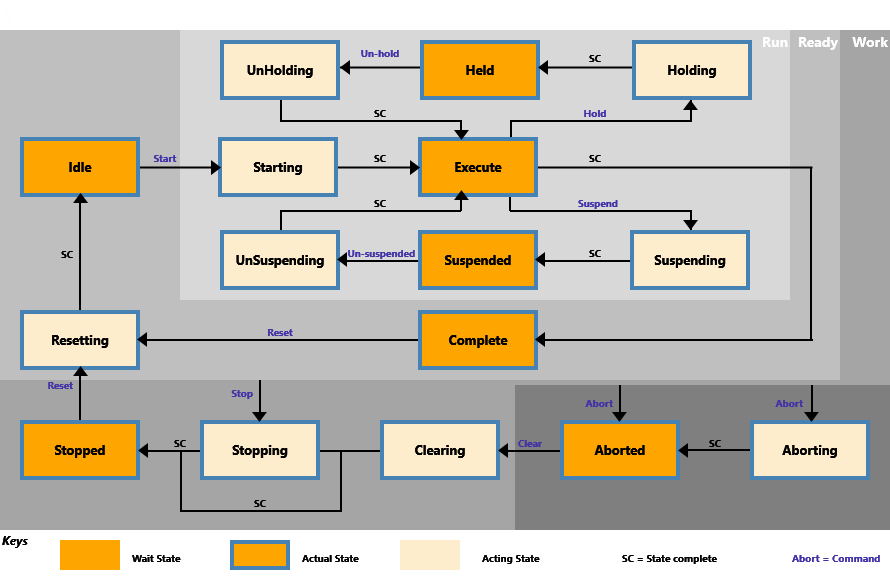 Run Ready Work
UnHolding
Un-hold
Held
SC
Holding
SC
Hold
Idle
Start
Starting
SC
Execute
SC
SC
Suspend
SC
UnSuspending
Un-suspended
Suspended
SC
Suspending
Resetting
Reset
Complete
Reset
Stop
Abort
Abort
Stopped
SC
Stopping
Clearing
Clear
Aborted
SC
Aborting
SC
Keys
Wait State
Actual State
Acting State
SC = State complete
Abort = Command